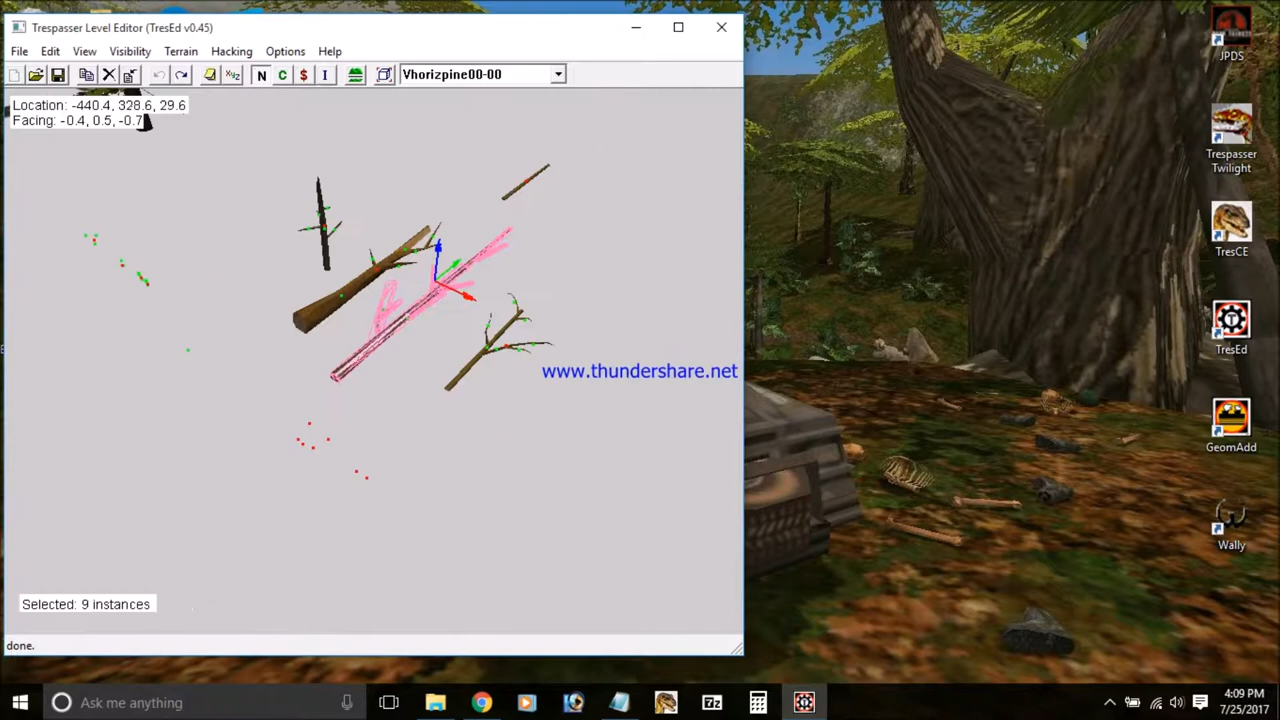 Trespasser Level Editor (TresEd v0.45)
File Edit View Visibility Terrain Hacking Options Help
N C $ I Vhorizpine00-00
Location: -440.4, 328.6, 29.6
Facing: -0.4, 0.5, -0.7
www.thundershare.net
Selected: 9 instances
done.
JPDS
Trespasser
Twilight
TresCE
TresEd
GeomAdd
Wally
Ask me anything
7z
4:09 PM
7/25/2017